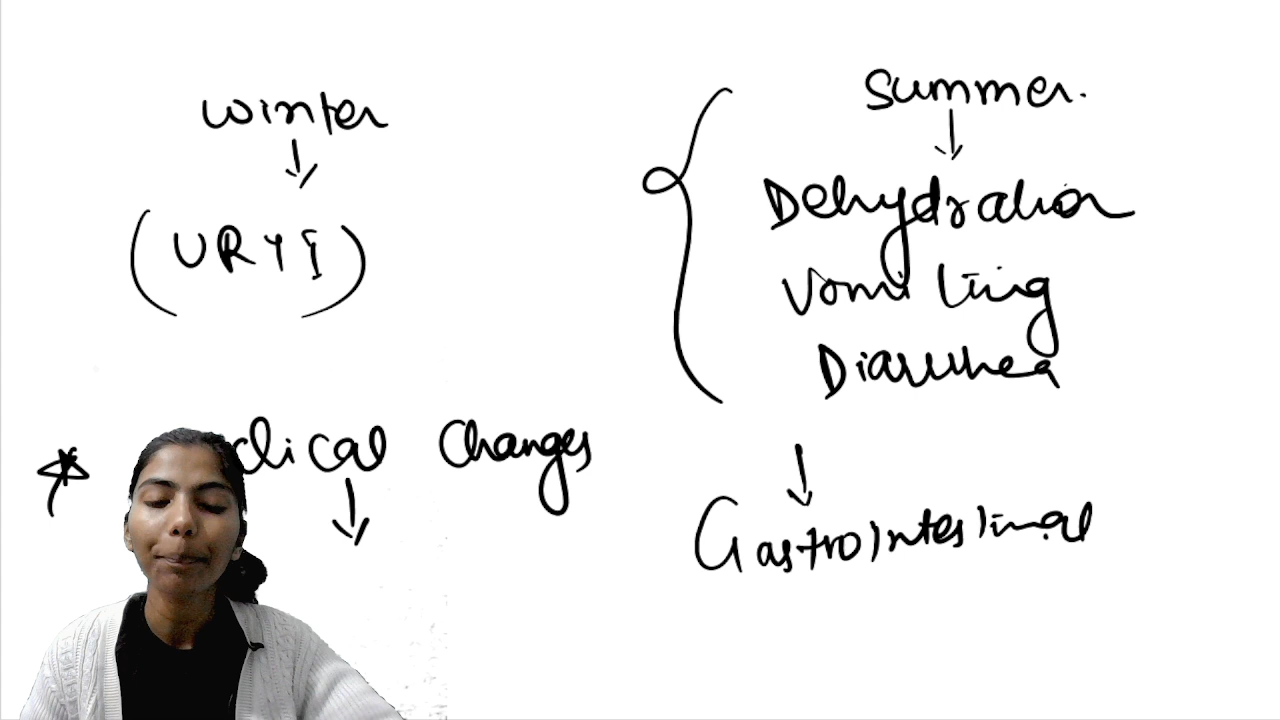 winter
(URTI)
Changes
Summer.
Dehydration
Vomiting
Diarrhea
Gastrointestinal